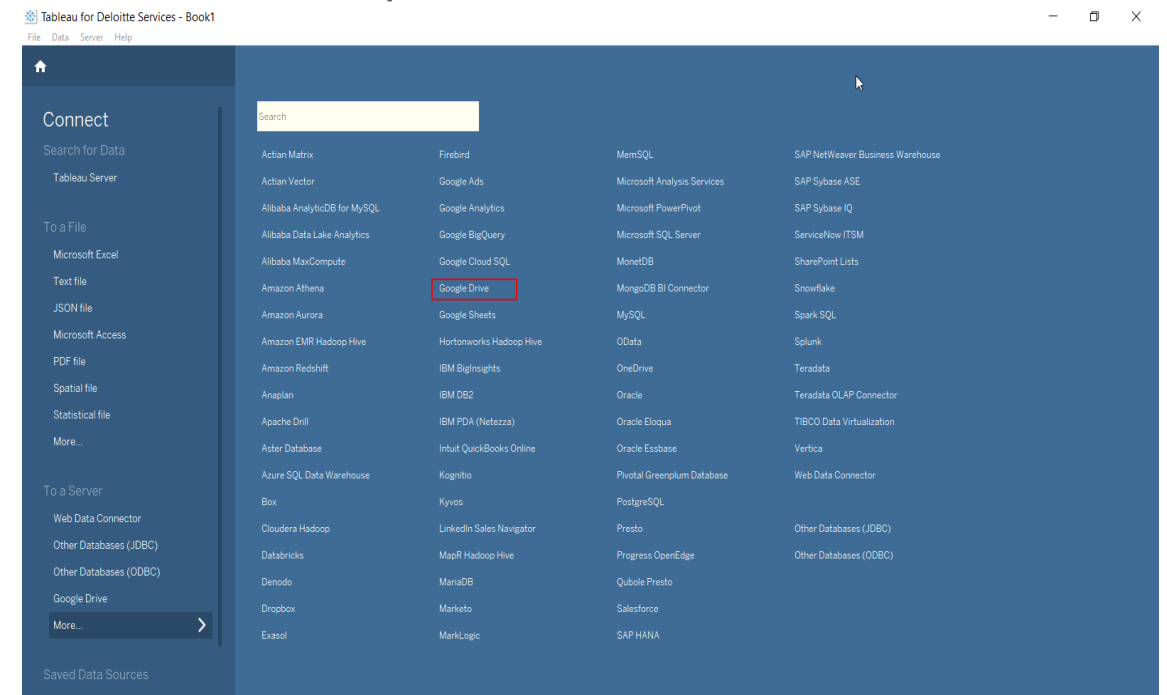 Tableau for Deloitte Services - Book1
File Data Server Help
Connect
Search for Data
Tableau Server
To a File
Microsoft Excel
Text file
JSON file
Microsoft Access
PDF file
Spatial file
Statistical file
More...
To a Server
Web Data Connector
Other Databases (JDBC)
Other Databases (ODBC)
Google Drive
More...
Saved Data Sources
Search
Actian Matrix
Actian Vector
Alibaba AnalyticDB for MySQL
Alibaba Data Lake Analytics
Alibaba MaxCompute
Amazon Athena
Amazon Aurora
Amazon EMR Hadoop Hive
Amazon Redshift
Anaplan
Apache Drill
Aster Database
Azure SQL Data Warehouse
Box
Cloudera Hadoop
Databricks
Denodo
Dropbox
Exasol
Firebird
Google Ads
Google Analytics
Google BigQuery
Google Cloud SQL
Google Drive
Google Sheets
Hortonworks Hadoop Hive
IBM BigInsights
IBM DB2
IBM PDA (Netezza)
Intuit QuickBooks Online
Kognitio
Kyvos
LinkedIn Sales Navigator
MapR Hadoop Hive
MariaDB
Marketo
MarkLogic
MemSQL
Microsoft Analysis Services
Microsoft PowerPivot
Microsoft SQL Server
MonetDB
MongoDB BI Connector
MySQL
OData
OneDrive
Oracle
Oracle Eloqua
Oracle Essbase
Pivotal Greenplum Database
PostgreSQL
Presto
Progress OpenEdge
Qubole Presto
Salesforce
SAP HANA
SAP NetWeaver Business Warehouse
SAP Sybase ASE
SAP Sybase IQ
ServiceNow ITSM
SharePoint Lists
Snowflake
Spark SQL
Splunk
Teradata
Teradata OLAP Connector
TIBCO Data Virtualization
Vertica
Web Data Connector
Other Databases (JDBC)
Other Databases (ODBC)